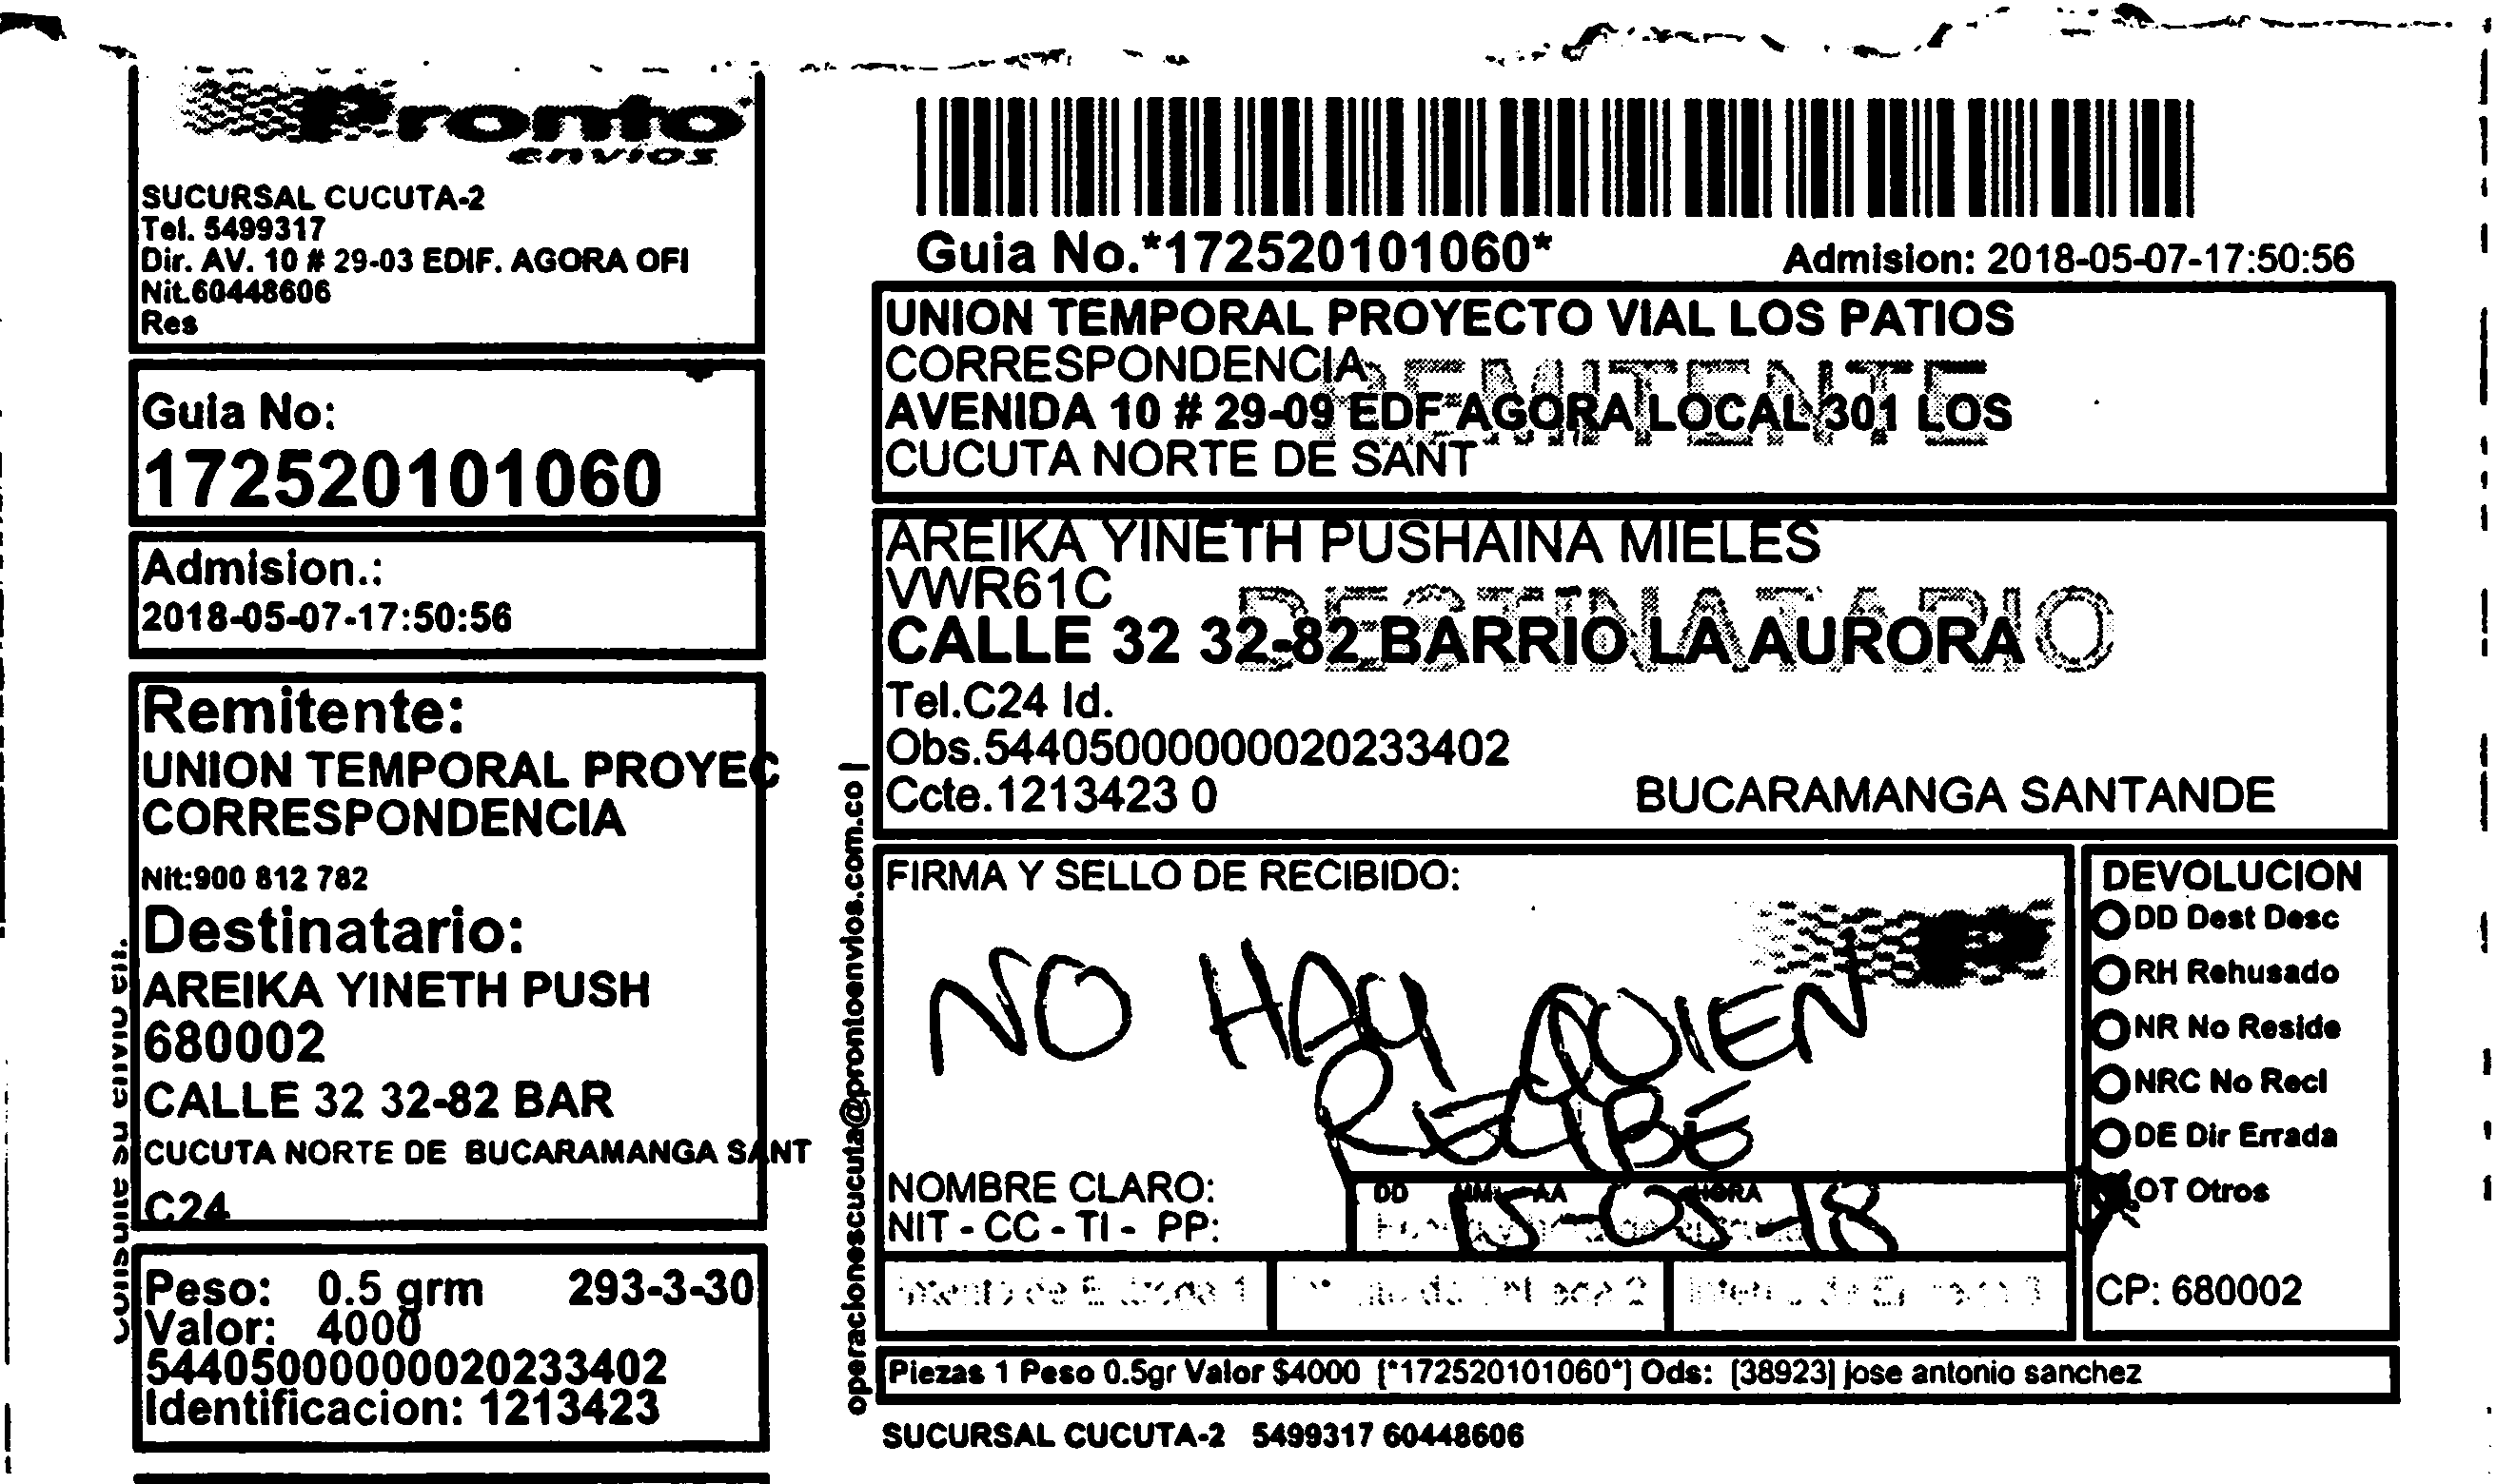 Pronto
envios
SUCURSAL CUCUTA-2
Tel. 5499317
Dir. AV. 10 # 29-03 EDIF. AGORA OFI
Nit.60448606
Res
Guia No:
172520101060
Admision.:
2018-05-07-17:50:56
Remitente:
UNION TEMPORAL PROYEC
CORRESPONDENCIA
Nit:900 812 782
Destinatario:
AREIKA YINETH PUSH
680002
CALLE 32 32-82 BAR
CUCUTA NORTE DE BUCARAMANGA SANT
C24
Peso: 0.5 grm 293-3-30
Valor: 4000
544050000000020233402
Identificacion: 1213423
su envio en:
operacionescucuta@prontoenvios.com.co |
Guia No.*172520101060*
Admision: 2018-05-07-17:50:56
UNION TEMPORAL PROYECTO VIAL LOS PATIOS
CORRESPONDENCIA
REMITENTE
AVENIDA 10 # 29-09 EDF AGORA LOCAL 301 LOS
CUCUTA NORTE DE SANT
AREIKA YINETH PUSHAINA MIELES
VWR61C
DESTINATARIO
CALLE 32 32-82 BARRIO LA AURORA
Tel.C24 Id.
Obs.544050000000020233402
Ccte.1213423 0
BUCARAMANGA SANTANDE
FIRMA Y SELLO DE RECIBIDO:
NO HAY QUIEN
RECIBE
NOMBRE CLARO:
NIT - CC - TI - PP:
DD MM AA HORA
15-05-18
DEVOLUCION
DD Dest Desc
RH Rehusado
NR No Reside
NRC No Recl
DE Dir Errada
OT Otros
CP: 680002
Piezas 1 Peso 0.5gr Valor $4000 [*172520101060*] Ods: [38923] jose antonio sanchez
SUCURSAL CUCUTA-2 5499317 60448606